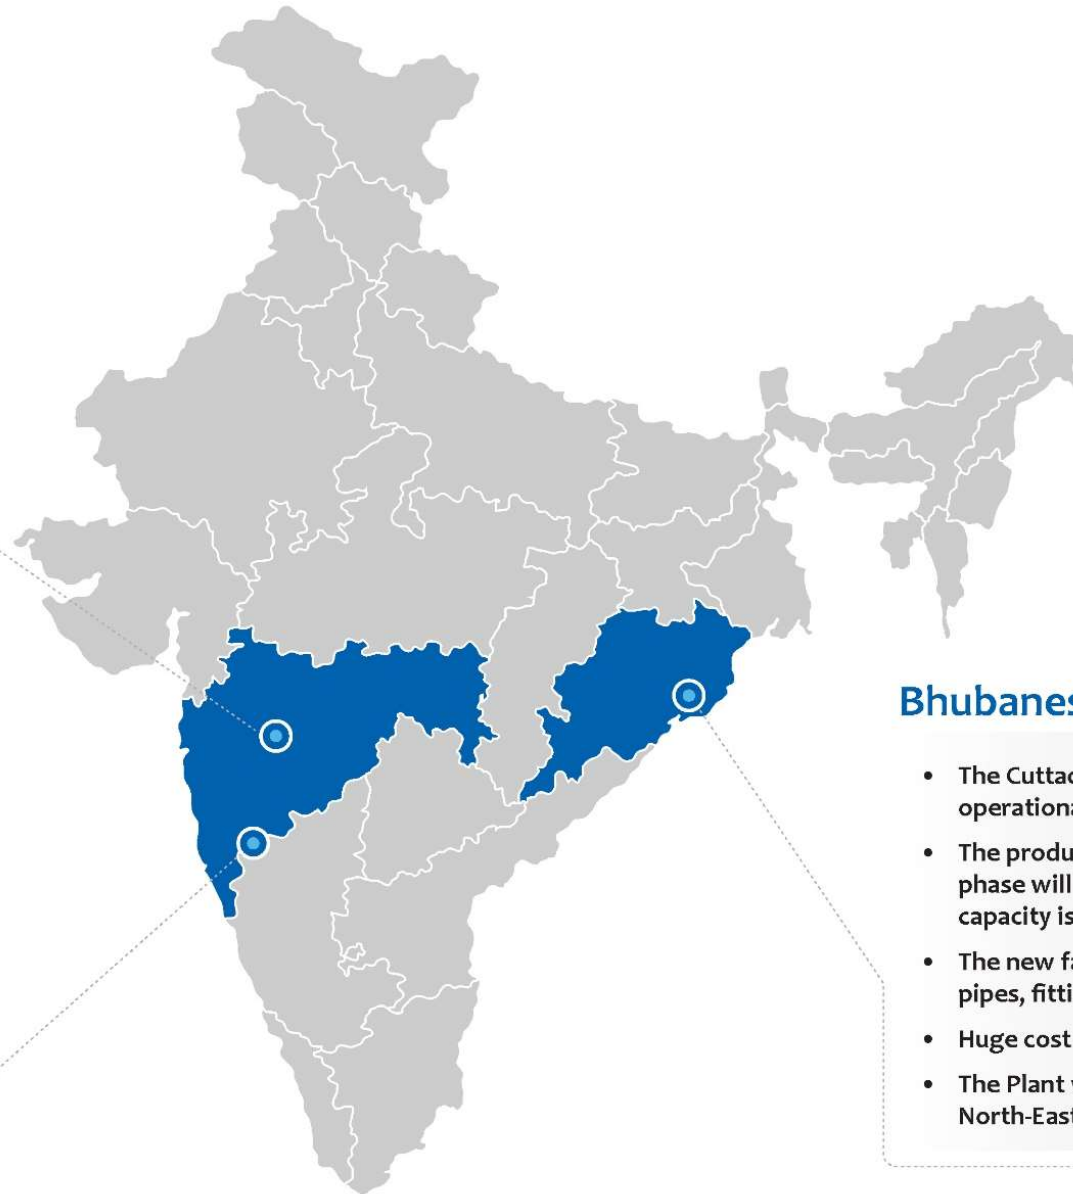 Bhubanes
• The Cuttac
operationa
• The produ
phase will
capacity is
• The new fa
pipes, fitti
• Huge cost
• The Plant
North-East